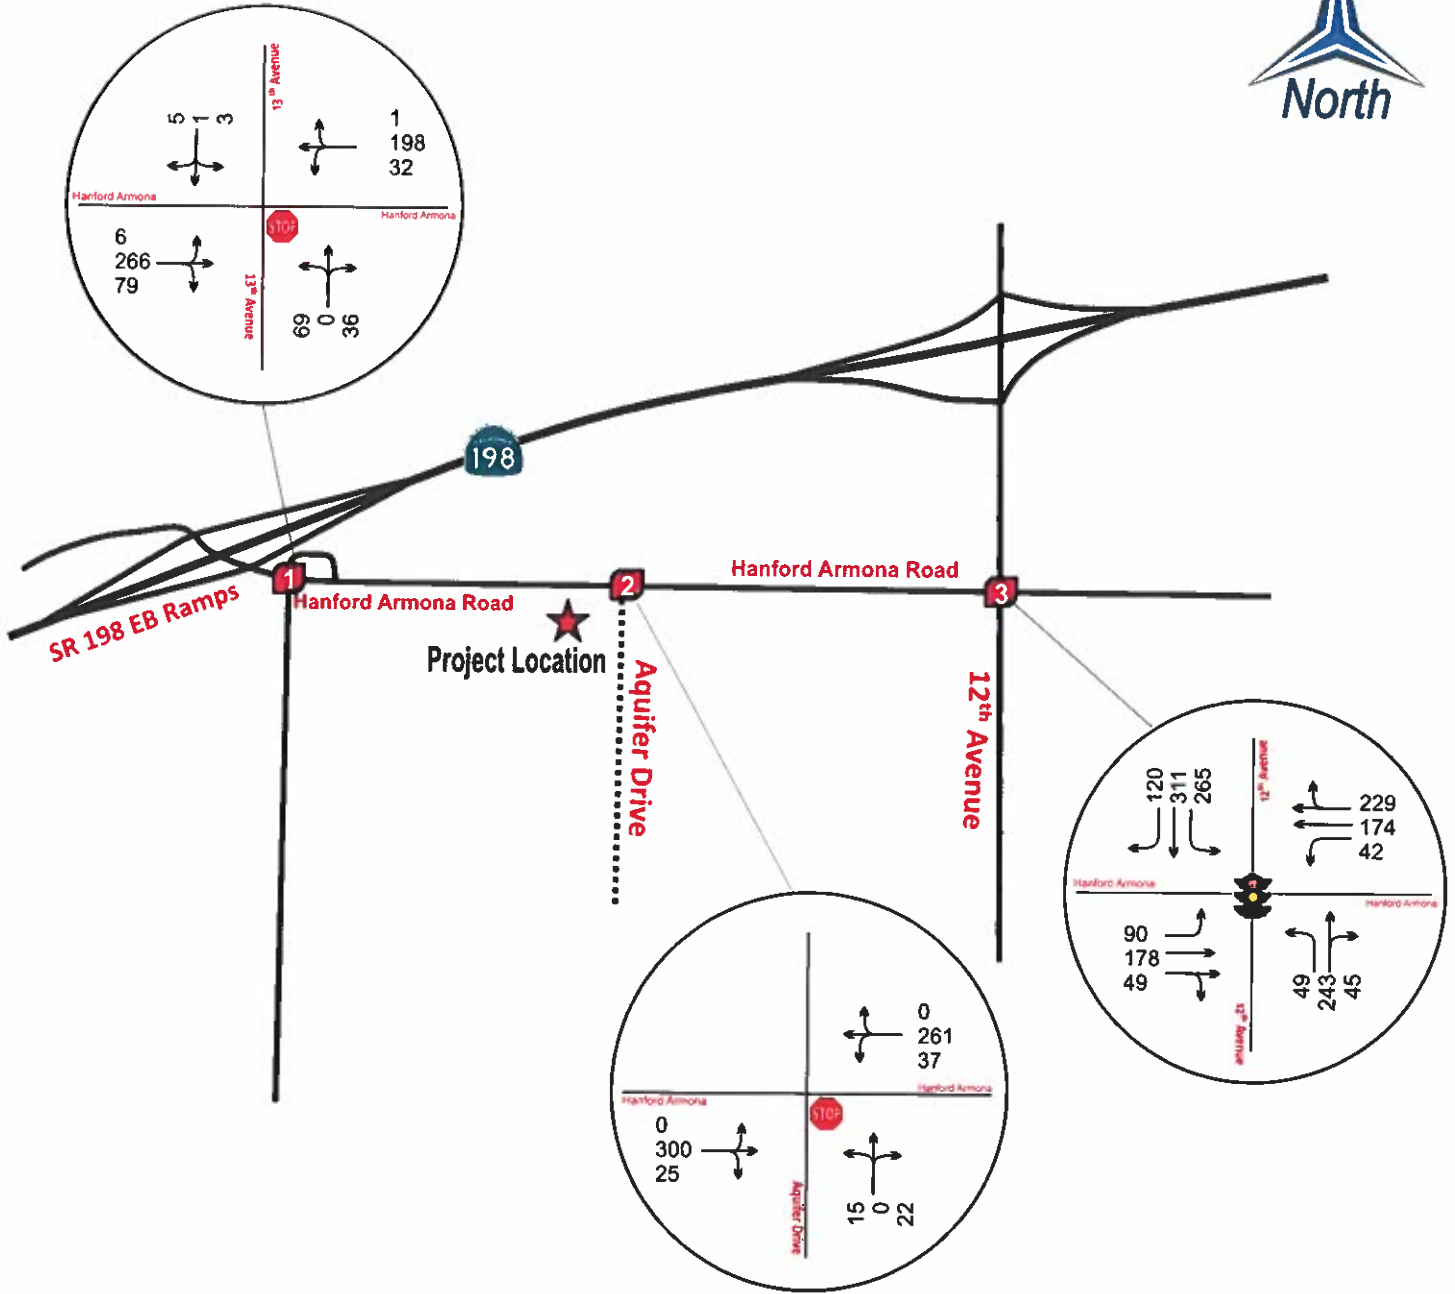 North
13th Avenue
5 1 3
1
198
32
Hanford Armona
Hanford Armona
STOP
6
266
79
13th Avenue
69 0 36
198
SR 198 EB Ramps
1
Hanford Armona Road
2
Hanford Armona Road
3
Project Location
Aquifer Drive
12th Avenue
12th Avenue
120 311 265
229
174
42
Hanford Armona
Hanford Armona
90
178
49
49 243 45
12th Avenue
0
261
37
Hanford Armona
Hanford Armona
STOP
0
300
25
Aquifer Drive
15 0 22